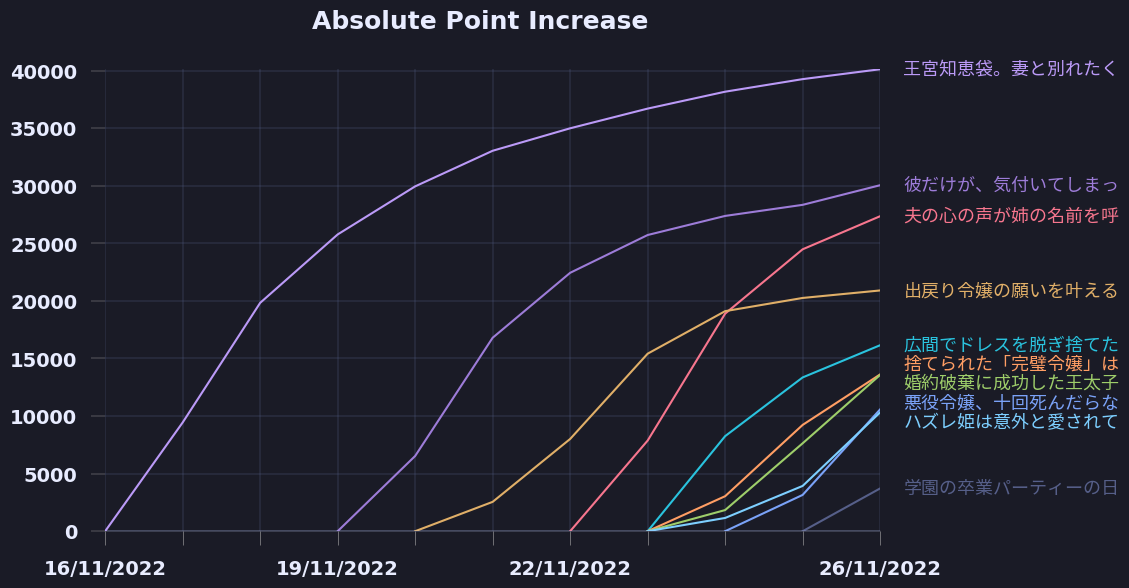 Absolute Point Increase
40000
35000
30000
25000
20000
15000
10000
5000
0
16/11/2022
19/11/2022
22/11/2022
26/11/2022
王宮知恵袋。妻と別れたく
彼だけが、気付いてしまっ
夫の心の声が姉の名前を呼
出戻り令嬢の願いを叶える
広間でドレスを脱ぎ捨てた
捨てられた「完璧令嬢」は
婚約破棄に成功した王太子
悪役令嬢、十回死んだらな
ハズレ姫は意外と愛されて
学園の卒業パーティーの日